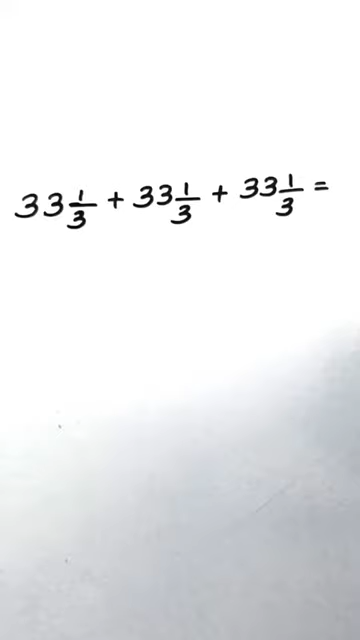 33 1/3 + 33 1/3 + 33 1/3 =